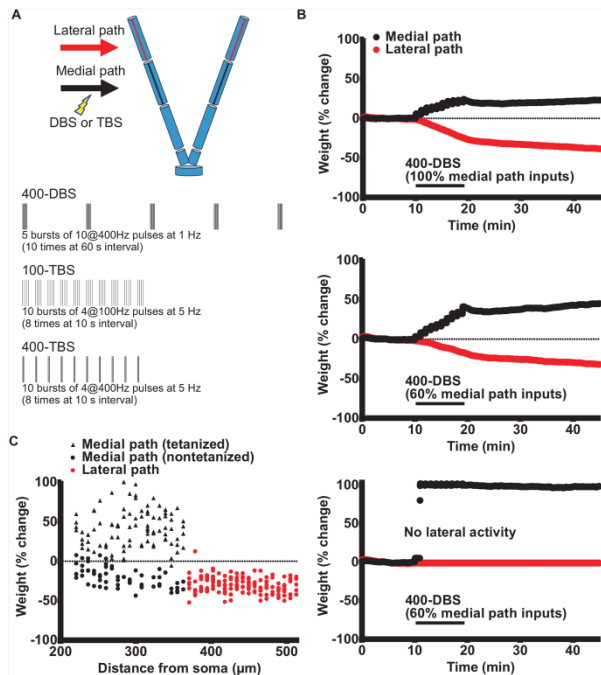 A
Lateral path
Medial path
DBS or TBS
400-DBS
5 bursts of 10@400Hz pulses at 1 Hz
(10 times at 60 s interval)
100-TBS
10 bursts of 4@100Hz pulses at 5 Hz
(8 times at 10 s interval)
400-TBS
10 bursts of 4@400Hz pulses at 5 Hz
(8 times at 10 s interval)
B
Medial path
Lateral path
Weight (% change)
100
50
0
-50
-100
400-DBS
(100% medial path inputs)
0 10 20 30 40
Time (min)
Weight (% change)
100
50
0
-50
-100
400-DBS
(60% medial path inputs)
0 10 20 30 40
Time (min)
Weight (% change)
100
50
0
-50
-100
No lateral activity
400-DBS
(60% medial path inputs)
0 10 20 30 40
Time (min)
C
Medial path (tetanized)
Medial path (nontetanized)
Lateral path
Weight (% change)
100
50
0
-50
-100
200 300 400 500
Distance from soma (µm)